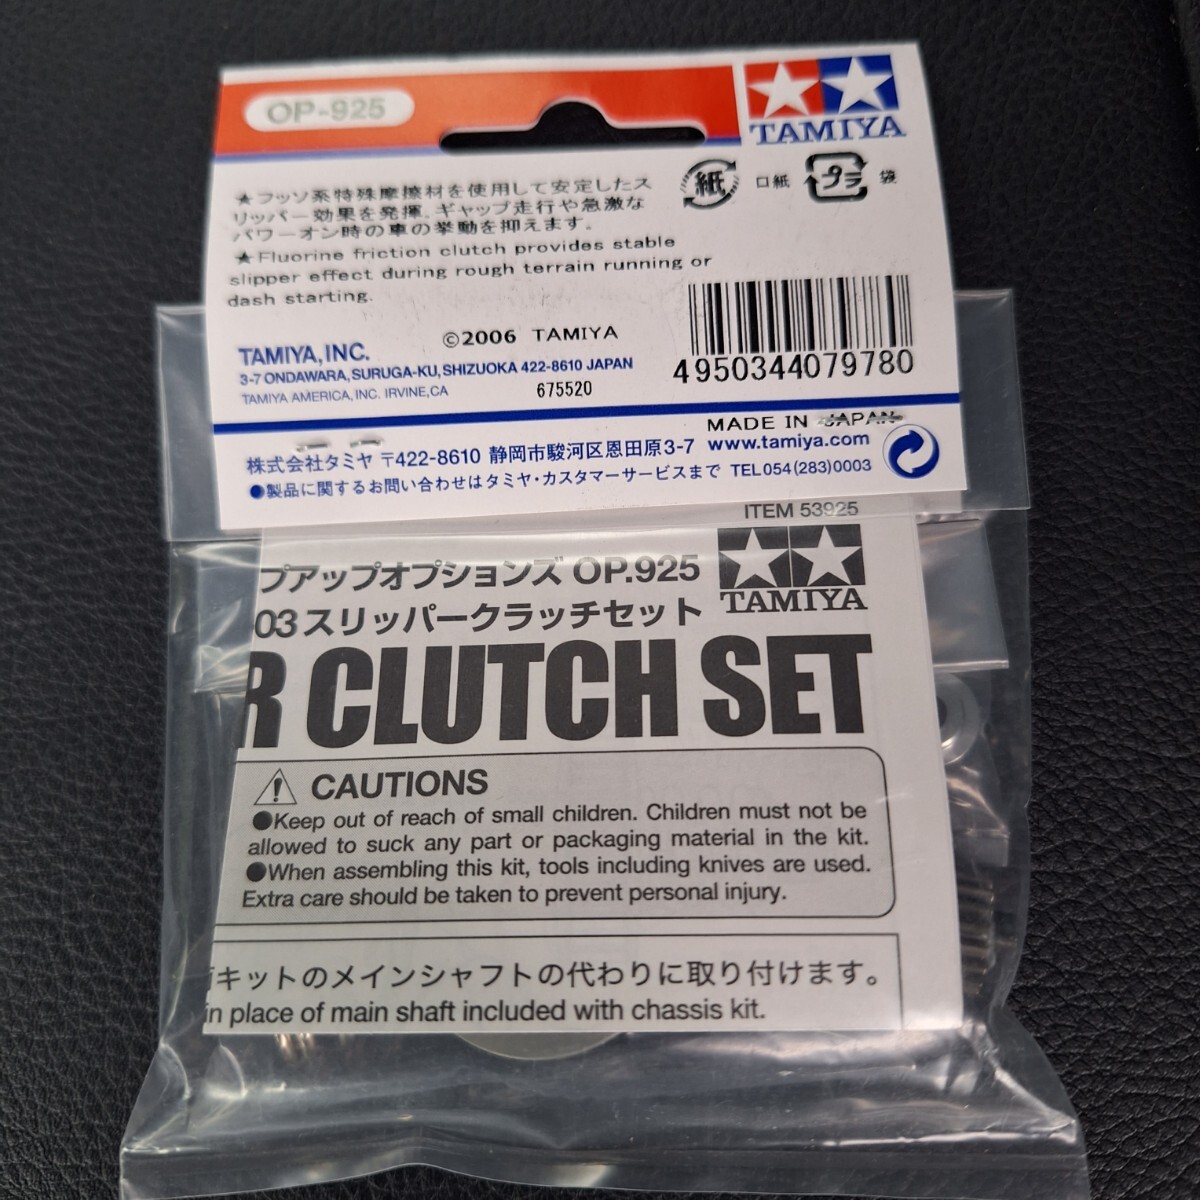 OP-925
TAMIYA
★フッソ系特殊摩擦材を使用して安定したス
リッパー効果を発揮、ギャップ走行や急激な
パワーオン時の車の挙動を抑えます。
紙 口紙 プラ 袋
★Fluorine friction clutch provides stable
slipper effect during rough terrain running or
dash starting.
©2006 TAMIYA
TAMIYA, INC.
3-7 ONDAWARA, SURUGA-KU, SHIZUOKA 422-8610 JAPAN
TAMIYA AMERICA, INC. IRVINE, CA
675520
4950344079780
MADE IN JAPAN
株式会社タミヤ 〒422-8610 静岡市駿河区恩田原3-7 www.tamiya.com
●製品に関するお問い合わせはタミヤ・カスタマーサービスまで TEL 054(283)0003
ITEM 53925
プアップオプションズ OP.925
03スリッパークラッチセット
TAMIYA
R CLUTCH SET
CAUTIONS
●Keep out of reach of small children. Children must not be
allowed to suck any part or packaging material in the kit.
●When assembling this kit, tools including knives are used.
Extra care should be taken to prevent personal injury.
キットのメインシャフトの代わりに取り付けます。
in place of main shaft included with chassis kit.